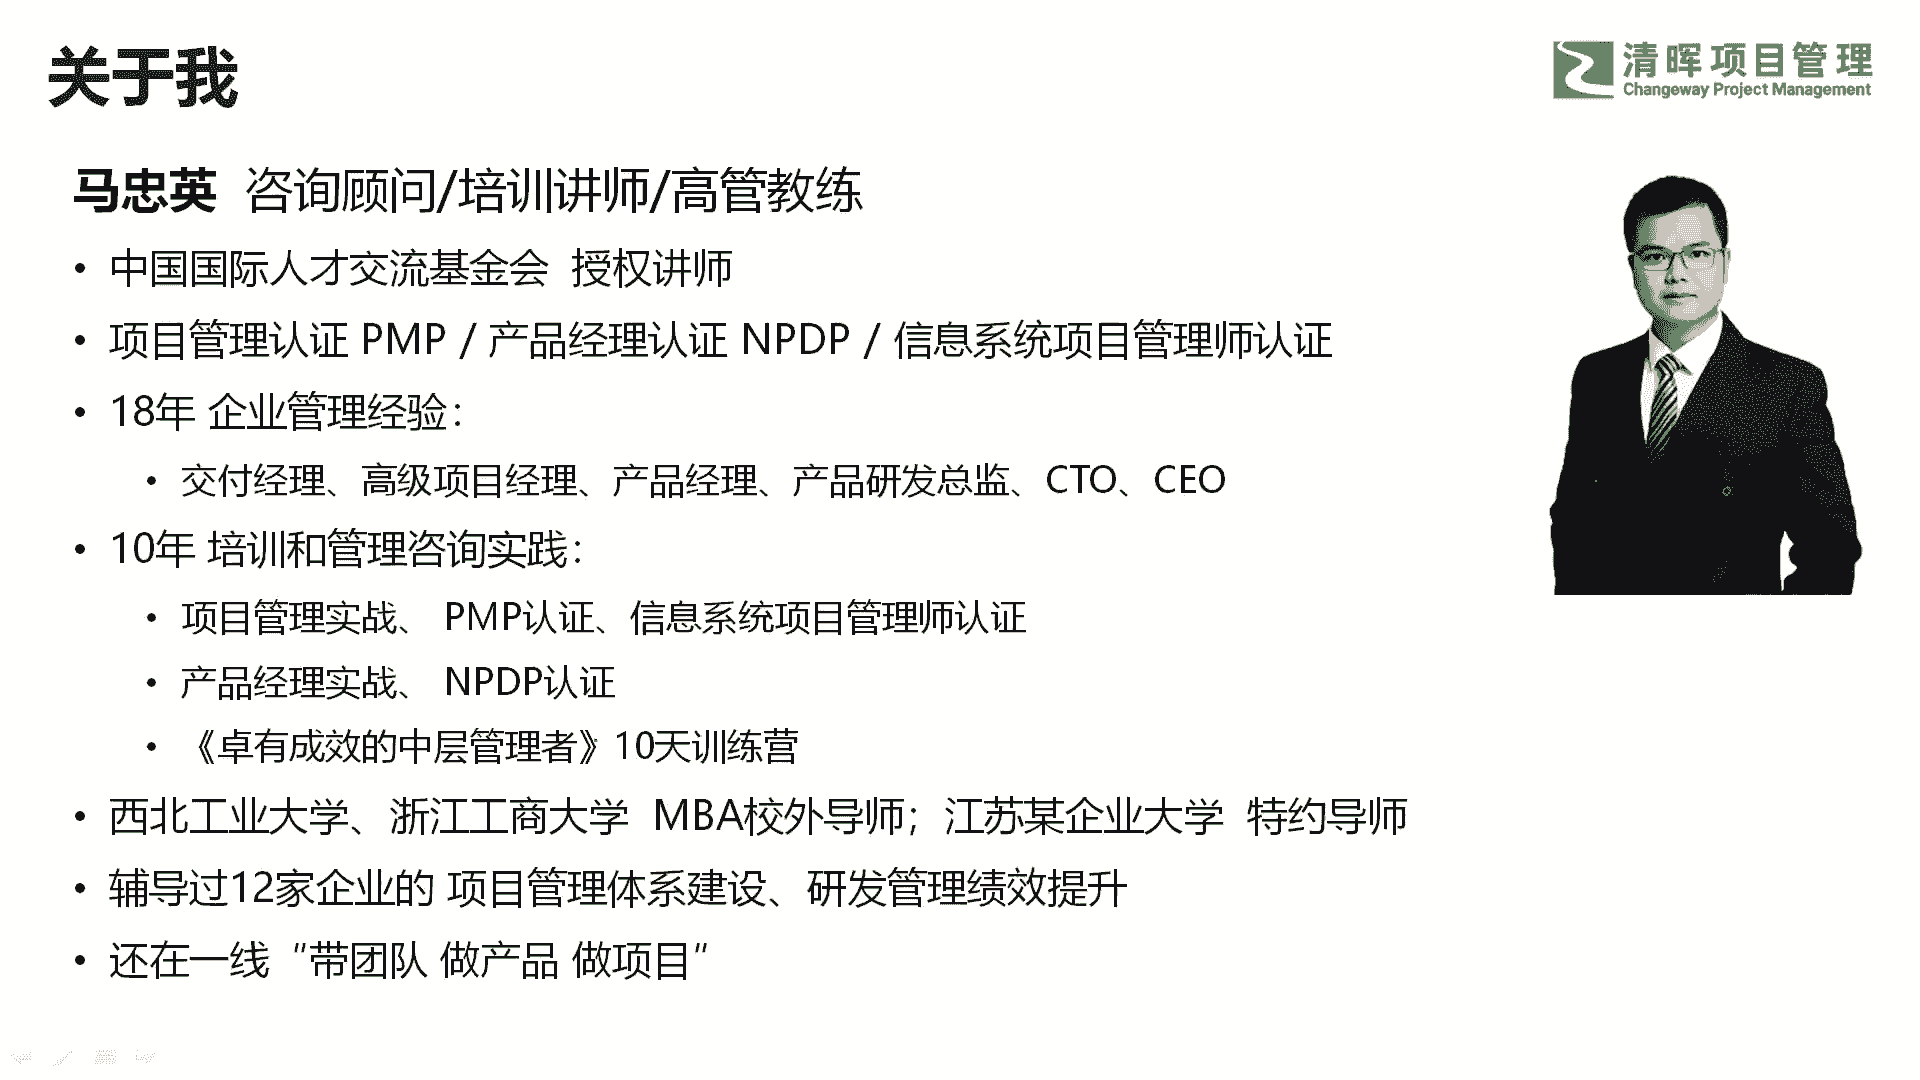 关于我
清晖项目管理
Changeway Project Management
马忠英 咨询顾问/培训讲师/高管教练
• 中国国际人才交流基金会 授权讲师
• 项目管理认证 PMP / 产品经理认证 NPDP / 信息系统项目管理师认证
• 18年 企业管理经验：
• 交付经理、高级项目经理、产品经理、产品研发总监、CTO、CEO
• 10年 培训和管理咨询实践：
• 项目管理实战、 PMP认证、信息系统项目管理师认证
• 产品经理实战、 NPDP认证
• 《卓有成效的中层管理者》10天训练营
• 西北工业大学、浙江工商大学 MBA校外导师；江苏某企业大学 特约导师
• 辅导过12家企业的 项目管理体系建设、研发管理绩效提升
• 还在一线“带团队 做产品 做项目”